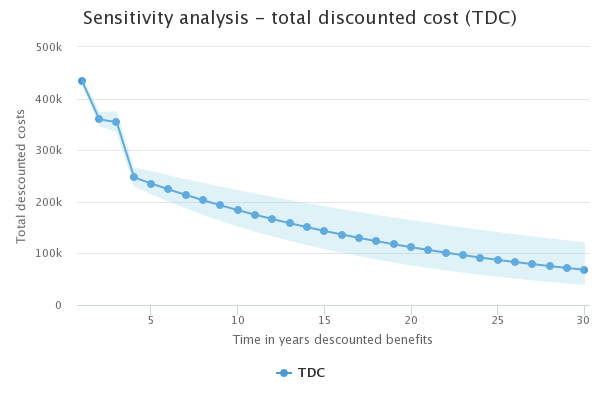 Sensitivity analysis - total discounted cost (TDC)
500k
400k
300k
200k
100k
0
Total descounted costs
5 10 15 20 25 30
Time in years descounted benefits
TDC